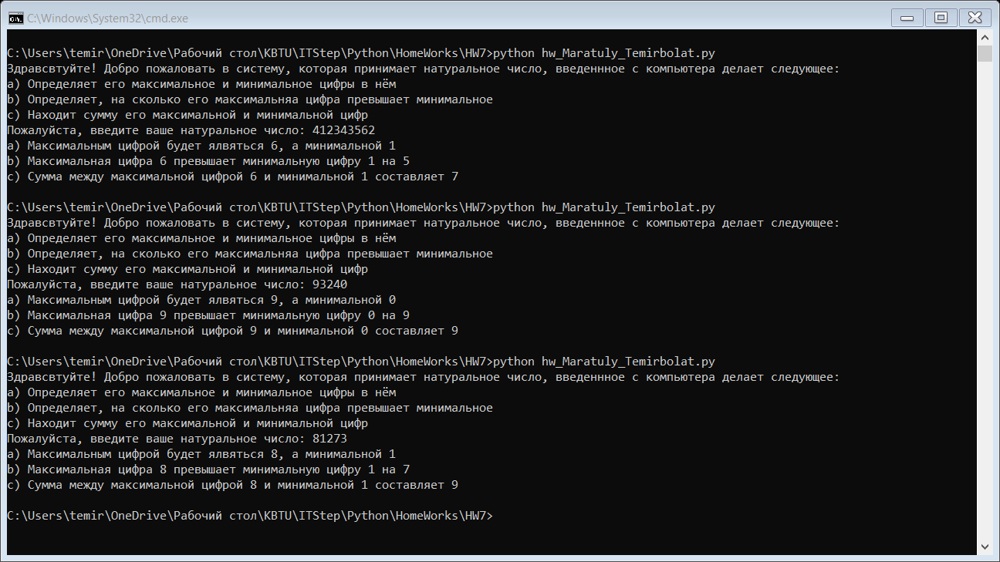 C:\Windows\System32\cmd.exe
C:\Users\temir\OneDrive\Рабочий стол\KBTU\ITStep\Python\HomeWorks\HW7>python hw_Maratuly_Temirbolat.py
Здравсвтуйте! Добро пожаловать в систему, которая принимает натуральное число, введеннное с компьютера делает следующее:
a) Определяет его максимальное и минимальное цифры в нём
b) Определяет, на сколько его максимальняа цифра превышает минимальное
c) Находит сумму его максимальной и минимальной цифр
Пожалуйста, введите ваше натуральное число: 412343562
a) Максимальным цифрой будет ялвяться 6, а минимальной 1
b) Максимальная цифра 6 превышает минимальную цифру 1 на 5
c) Сумма между максимальной цифрой 6 и минимальной 1 составляет 7
C:\Users\temir\OneDrive\Рабочий стол\KBTU\ITStep\Python\HomeWorks\HW7>python hw_Maratuly_Temirbolat.py
Здравсвтуйте! Добро пожаловать в систему, которая принимает натуральное число, введеннное с компьютера делает следующее:
a) Определяет его максимальное и минимальное цифры в нём
b) Определяет, на сколько его максимальняа цифра превышает минимальное
c) Находит сумму его максимальной и минимальной цифр
Пожалуйста, введите ваше натуральное число: 93240
a) Максимальным цифрой будет ялвяться 9, а минимальной 0
b) Максимальная цифра 9 превышает минимальную цифру 0 на 9
c) Сумма между максимальной цифрой 9 и минимальной 0 составляет 9
C:\Users\temir\OneDrive\Рабочий стол\KBTU\ITStep\Python\HomeWorks\HW7>python hw_Maratuly_Temirbolat.py
Здравсвтуйте! Добро пожаловать в систему, которая принимает натуральное число, введеннное с компьютера делает следующее:
a) Определяет его максимальное и минимальное цифры в нём
b) Определяет, на сколько его максимальняа цифра превышает минимальное
c) Находит сумму его максимальной и минимальной цифр
Пожалуйста, введите ваше натуральное число: 81273
a) Максимальным цифрой будет ялвяться 8, а минимальной 1
b) Максимальная цифра 8 превышает минимальную цифру 1 на 7
c) Сумма между максимальной цифрой 8 и минимальной 1 составляет 9
C:\Users\temir\OneDrive\Рабочий стол\KBTU\ITStep\Python\HomeWorks\HW7>